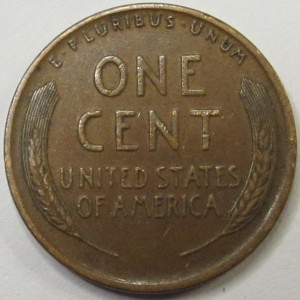 E·PLURIBUS·UNUM
ONE
CENT
UNITED STATES
OF AMERICA